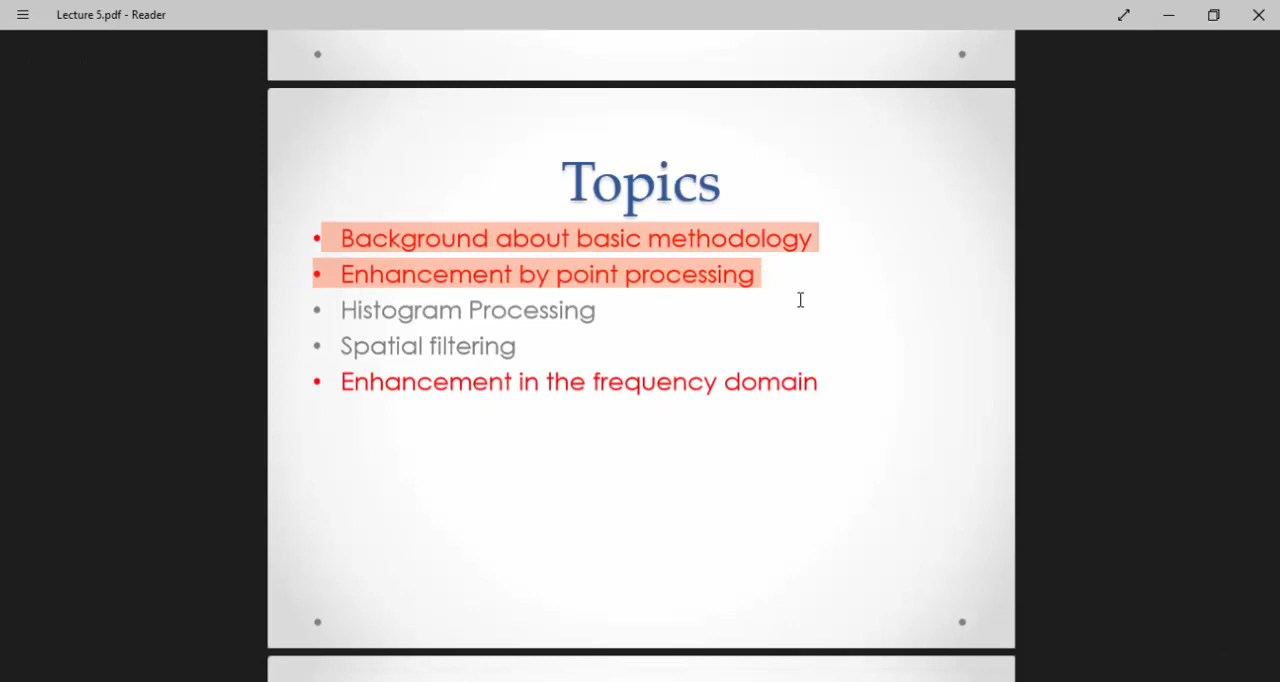 Lecture 5.pdf - Reader
Topics
• Background about basic methodology
• Enhancement by point processing
• Histogram Processing
• Spatial filtering
• Enhancement in the frequency domain